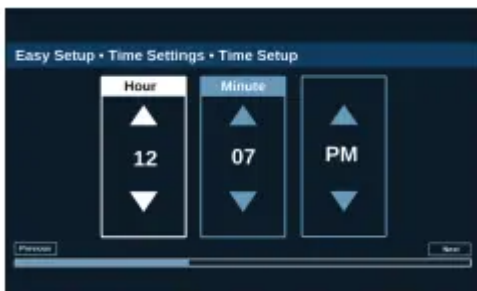 Easy Setup • Time Settings • Time Setup
Hour Minute
12 07 PM
Previous Next